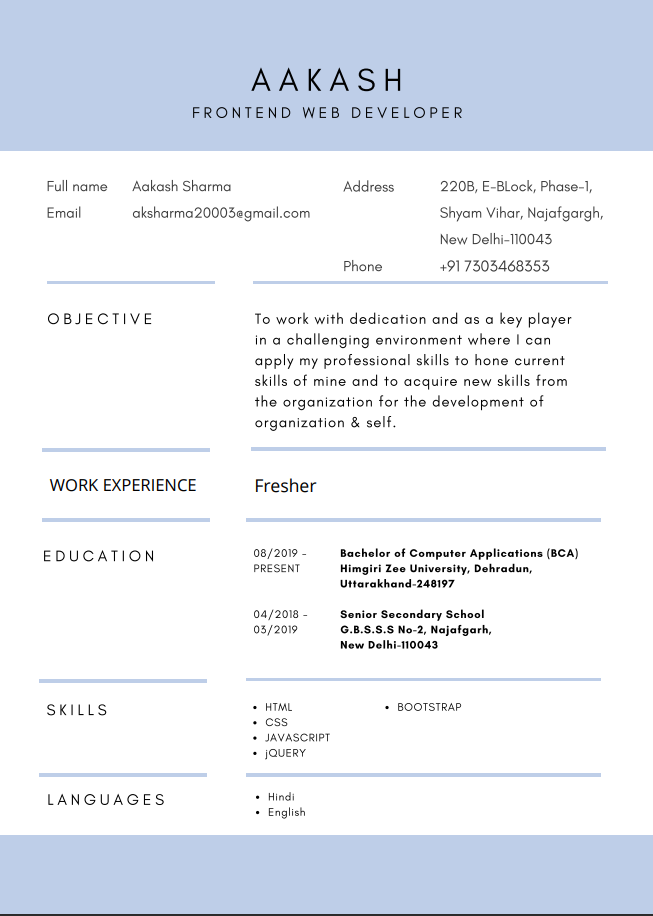 AAKASH
FRONTEND WEB DEVELOPER
Full name Aakash Sharma
Email aksharma20003@gmail.com
Address 220B, E-BLock, Phase-1,
Shyam Vihar, Najafgargh,
New Delhi-110043
Phone +91 7303468353
OBJECTIVE
To work with dedication and as a key player
in a challenging environment where I can
apply my professional skills to hone current
skills of mine and to acquire new skills from
the organization for the development of
organization & self.
WORK EXPERIENCE
Fresher
EDUCATION
08/2019 - Bachelor of Computer Applications (BCA)
PRESENT Himgiri Zee University, Dehradun,
Uttarakhand-248197
04/2018 - Senior Secondary School
03/2019 G.B.S.S.S No-2, Najafgarh,
New Delhi-110043
SKILLS
• HTML
• CSS
• JAVASCRIPT
• jQUERY
• BOOTSTRAP
LANGUAGES
• Hindi
• English